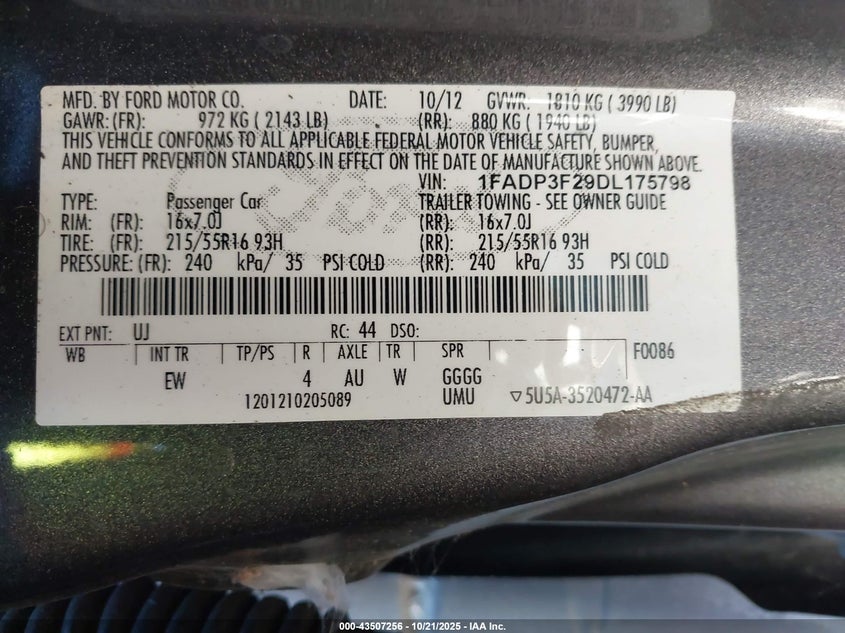 MFD. BY FORD MOTOR CO. DATE: 10/12 GVWR: 1810 KG ( 3990 LB)
GAWR: (FR): 972 KG ( 2143 LB) (RR): 880 KG ( 1940 LB)
THIS VEHICLE CONFORMS TO ALL APPLICABLE FEDERAL MOTOR VEHICLE SAFETY, BUMPER,
AND THEFT PREVENTION STANDARDS IN EFFECT ON THE DATE OF MANUFACTURE SHOWN ABOVE.
VIN: 1FADP3F29DL175798
TYPE: Passenger Car TRAILER TOWING - SEE OWNER GUIDE
RIM: (FR): 16x7.0J (RR): 16x7.0J
TIRE: (FR): 215/55R16 93H (RR): 215/55R16 93H
PRESSURE: (FR): 240 kPa/ 35 PSI COLD (RR): 240 kPa/ 35 PSI COLD
EXT PNT: UJ RC: 44 DSO:
WB INT TR TP/PS R AXLE TR SPR F0086
EW 4 AU W GGGG
1201210205089 UMU ▽5U5A-3520472-AA
000-43507256 - 10/21/2025 - IAA Inc.